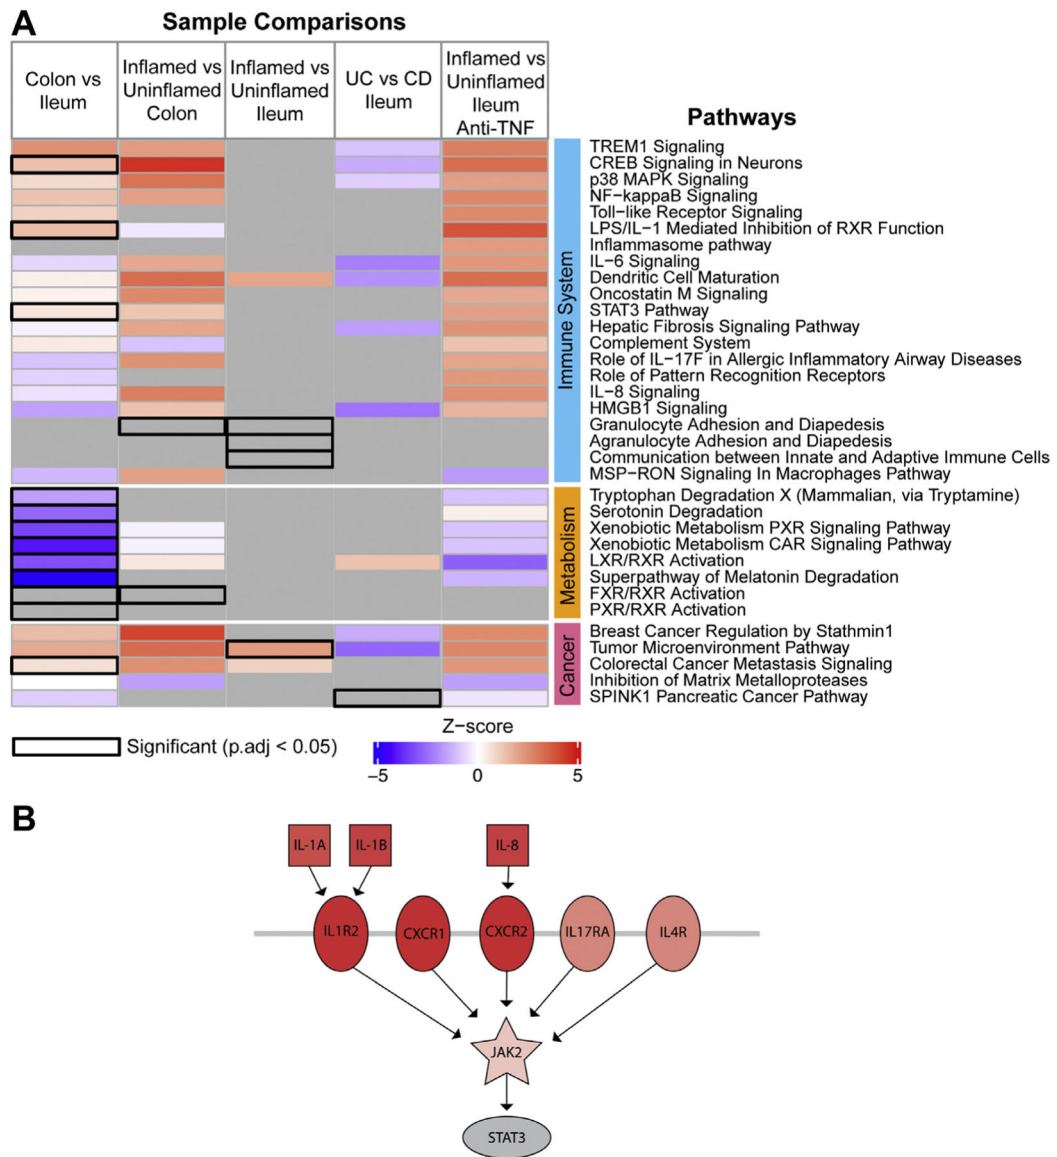 A
Sample Comparisons
Colon vs
Ileum
Inflamed vs
Uninflamed
Colon
Inflamed vs
Uninflamed
Ileum
UC vs CD
Ileum
Inflamed vs
Uninflamed
Ileum
Anti-TNF
Pathways
Immune System
TREM1 Signaling
CREB Signaling in Neurons
p38 MAPK Signaling
NF−kappaB Signaling
Toll−like Receptor Signaling
LPS/IL−1 Mediated Inhibition of RXR Function
Inflammasome pathway
IL−6 Signaling
Dendritic Cell Maturation
Oncostatin M Signaling
STAT3 Pathway
Hepatic Fibrosis Signaling Pathway
Complement System
Role of IL−17F in Allergic Inflammatory Airway Diseases
Role of Pattern Recognition Receptors
IL−8 Signaling
HMGB1 Signaling
Granulocyte Adhesion and Diapedesis
Agranulocyte Adhesion and Diapedesis
Communication between Innate and Adaptive Immune Cells
MSP−RON Signaling In Macrophages Pathway
Metabolism
Tryptophan Degradation X (Mammalian, via Tryptamine)
Serotonin Degradation
Xenobiotic Metabolism PXR Signaling Pathway
Xenobiotic Metabolism CAR Signaling Pathway
LXR/RXR Activation
Superpathway of Melatonin Degradation
FXR/RXR Activation
PXR/RXR Activation
Cancer
Breast Cancer Regulation by Stathmin1
Tumor Microenvironment Pathway
Colorectal Cancer Metastasis Signaling
Inhibition of Matrix Metalloproteases
SPINK1 Pancreatic Cancer Pathway
Significant (p.adj < 0.05)
Z−score
−5 0 5
B
IL-1A IL-1B IL-8
IL1R2 CXCR1 CXCR2 IL17RA IL4R
JAK2
STAT3